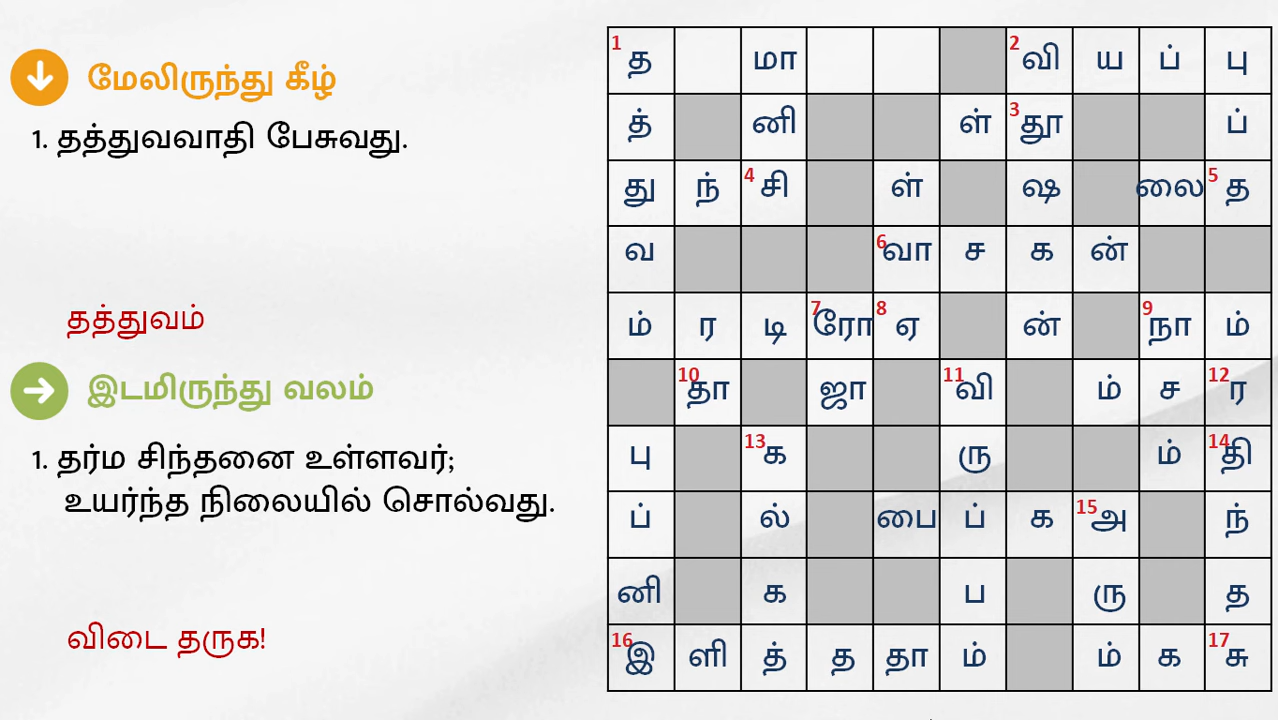 மேலிருந்து கீழ்
1. தத்துவவாதி பேசுவது.
தத்துவம்
இடமிருந்து வலம்
1. தர்ம சிந்தனை உள்ளவர்;
உயர்ந்த நிலையில் சொல்வது.
விடை தருக!
1 த மா 2 வி ய ப் பு
த் னி ள் 3 தூ ப்
து ந் 4 சி ள் ஷ லை 5 த
வ 6 வா ச க ன்
ம் ர டி 7 ரோ 8 ஏ ன் 9 நா ம்
10 தா ஜா 11 வி ம் ச 12 ர
பு 13 க ரு ம் 14 தி
ப் ல் பை ப் க 15 அ ந்
னி க ப ரு த
16 இ ளி த் த தா ம் ம் க 17 சு